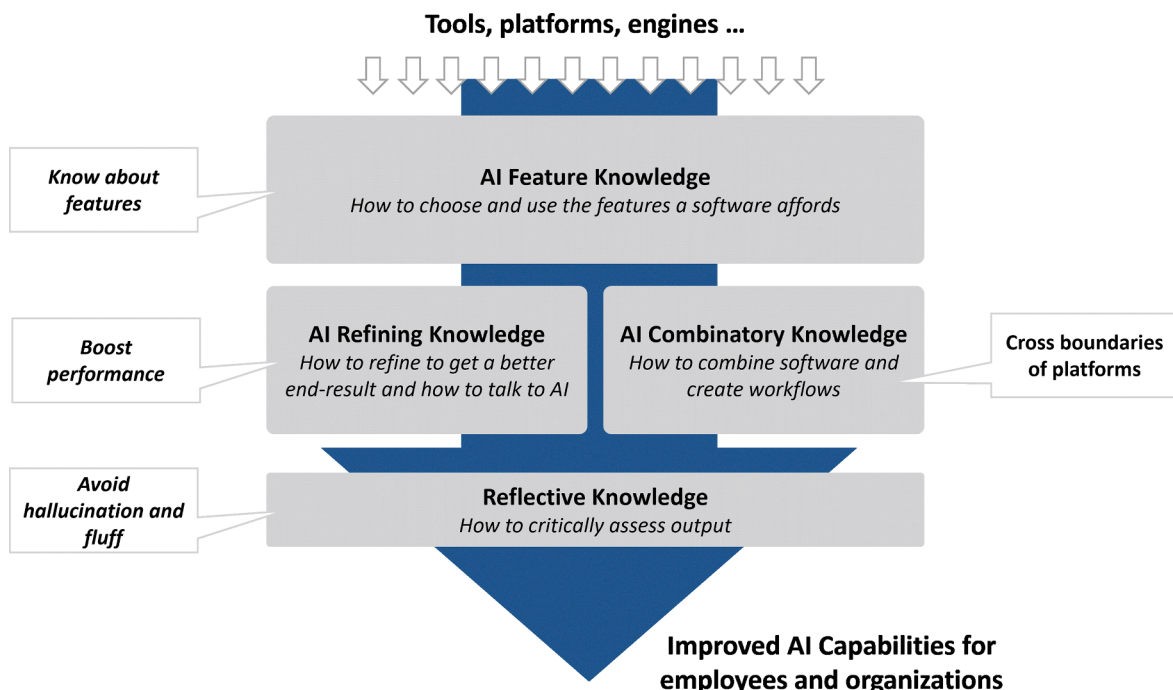 Tools, platforms, engines …
Know about
features
AI Feature Knowledge
How to choose and use the features a software affords
Boost
performance
AI Refining Knowledge
How to refine to get a better
end-result and how to talk to AI
AI Combinatory Knowledge
How to combine software and
create workflows
Cross boundaries
of platforms
Avoid
hallucination and
fluff
Reflective Knowledge
How to critically assess output
Improved AI Capabilities for
employees and organizations